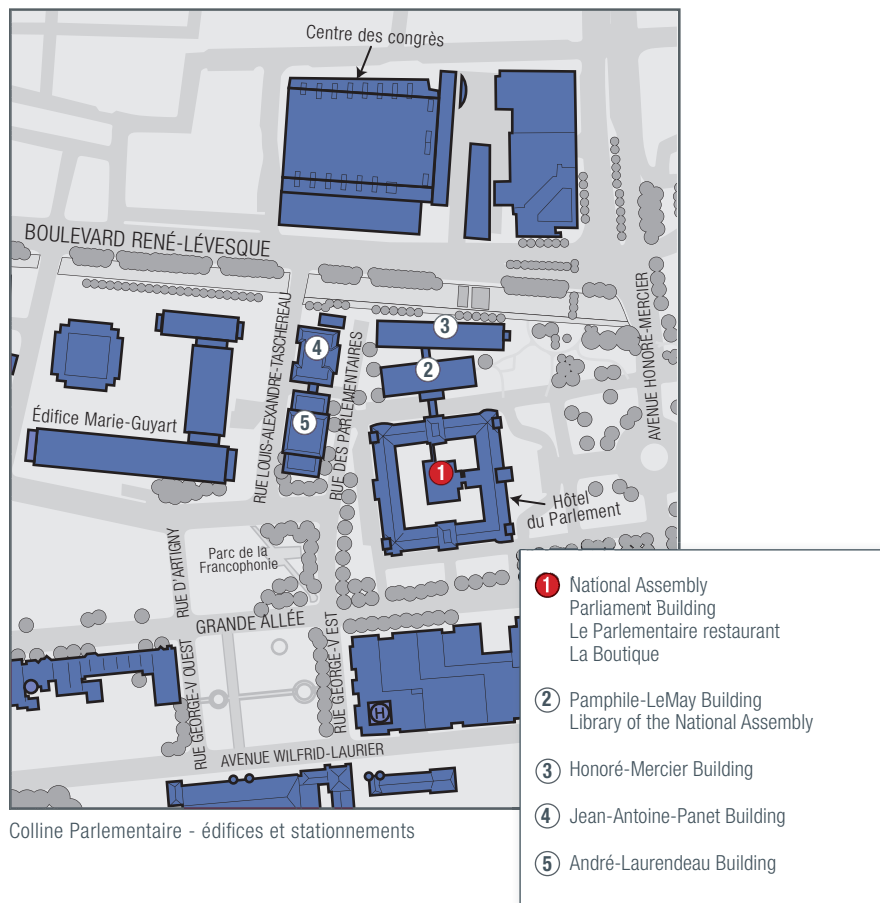 Centre des congrès
BOULEVARD RENÉ-LÉVESQUE
AVENUE HONORÉ-MERCIER
RUE LOUIS-ALEXANDRE-TASCHEREAU
RUE DES PARLEMENTAIRES
3
4
2
5
Édifice Marie-Guyart
1
Hôtel
du Parlement
RUE D'ARTIGNY
Parc de la
Francophonie
GRANDE ALLÉE
RUE GEORGE-V OUEST
RUE GEORGE-V EST
H
AVENUE WILFRID-LAURIER
Colline Parlementaire - édifices et stationnements
1 National Assembly
Parliament Building
Le Parlementaire restaurant
La Boutique
2 Pamphile-LeMay Building
Library of the National Assembly
3 Honoré-Mercier Building
4 Jean-Antoine-Panet Building
5 André-Laurendeau Building